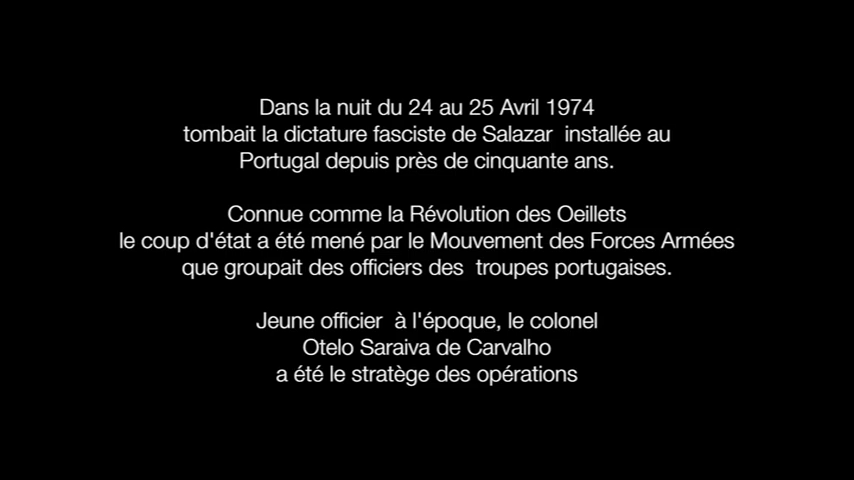 Dans la nuit du 24 au 25 Avril 1974
tombait la dictature fasciste de Salazar  installée au
Portugal depuis près de cinquante ans.
Connue comme la Révolution des Oeillets
le coup d'état a été mené par le Mouvement des Forces Armées
que groupait des officiers des  troupes portugaises.
Jeune officier  à l'époque, le colonel
Otelo Saraiva de Carvalho
a été le stratège des opérations